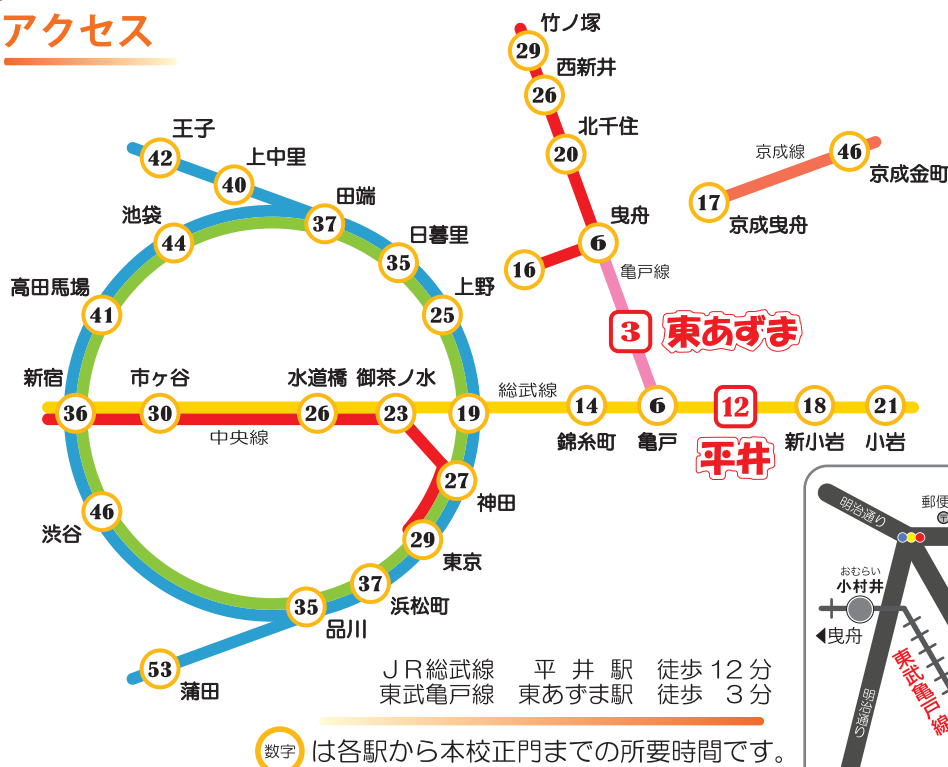 アクセス
竹ノ塚
29
西新井
26
北千住
20
曳舟
6
16
亀戸線
京成線
46
京成金町
17
京成曳舟
王子
42
上中里
40
田端
37
池袋
44
日暮里
35
高田馬場
41
上野
25
3
東あずま
新宿
36
市ヶ谷
30
水道橋
26
御茶ノ水
23
19
総武線
中央線
14
錦糸町
6
亀戸
12
平井
18
新小岩
21
小岩
27
神田
46
渋谷
29
東京
37
浜松町
35
品川
53
蒲田
明治通り
郵便
〒
おむらい
小村井
曳舟
東武亀戸線
明治通り
JR総武線 平井駅 徒歩12分
東武亀戸線 東あずま駅 徒歩 3分
数字 は各駅から本校正門までの所要時間です。